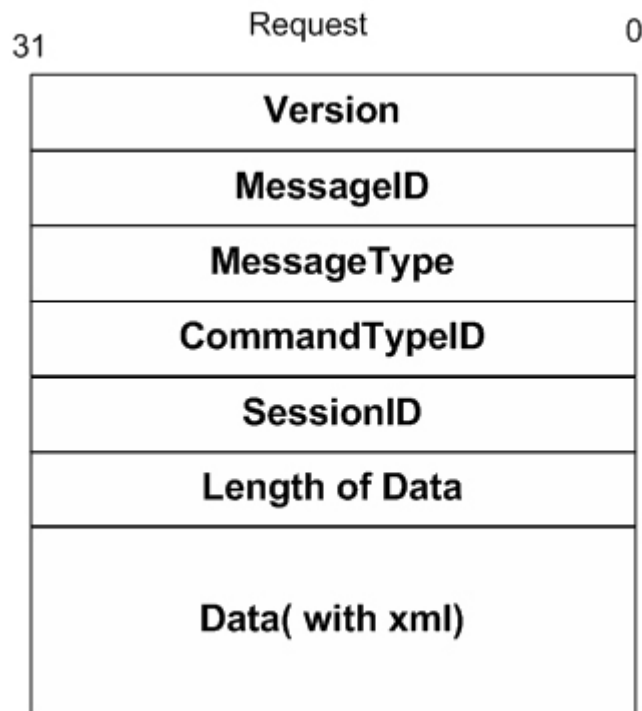 Request
31 0
Version
MessageID
MessageType
CommandTypeID
SessionID
Length of Data
Data( with xml)